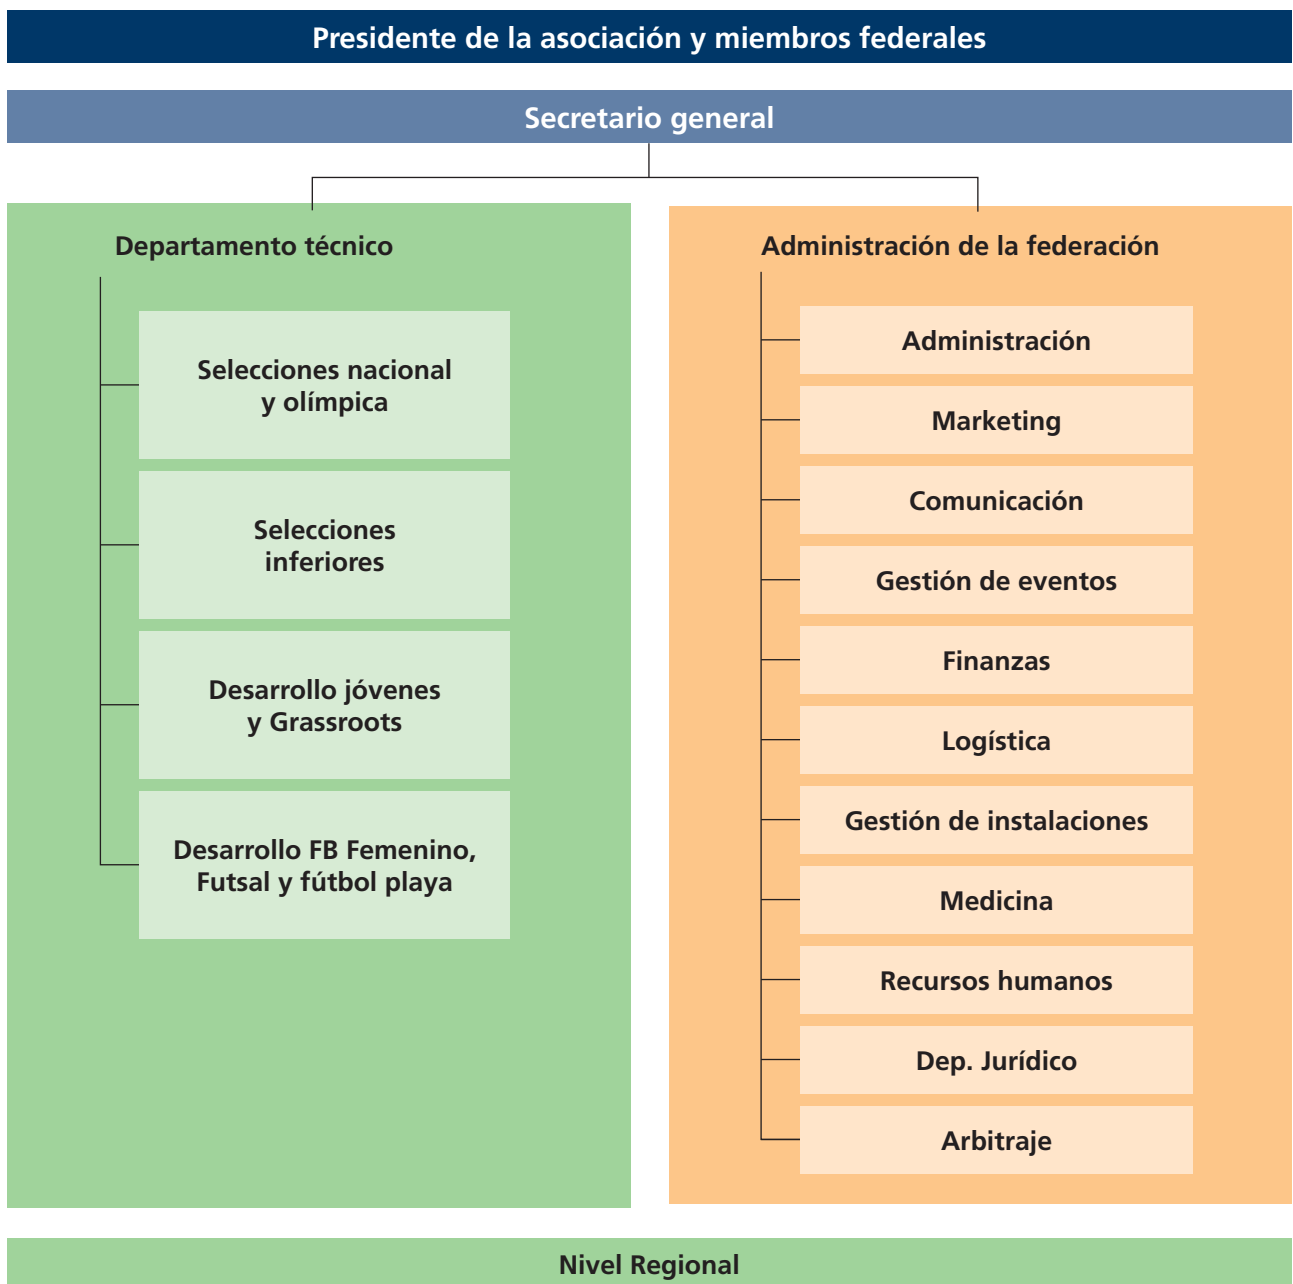 Presidente de la asociación y miembros federales
Secretario general
Departamento técnico
Selecciones nacional
y olímpica
Selecciones
inferiores
Desarrollo jóvenes
y Grassroots
Desarrollo FB Femenino,
Futsal y fútbol playa
Administración de la federación
Administración
Marketing
Comunicación
Gestión de eventos
Finanzas
Logística
Gestión de instalaciones
Medicina
Recursos humanos
Dep. Jurídico
Arbitraje
Nivel Regional